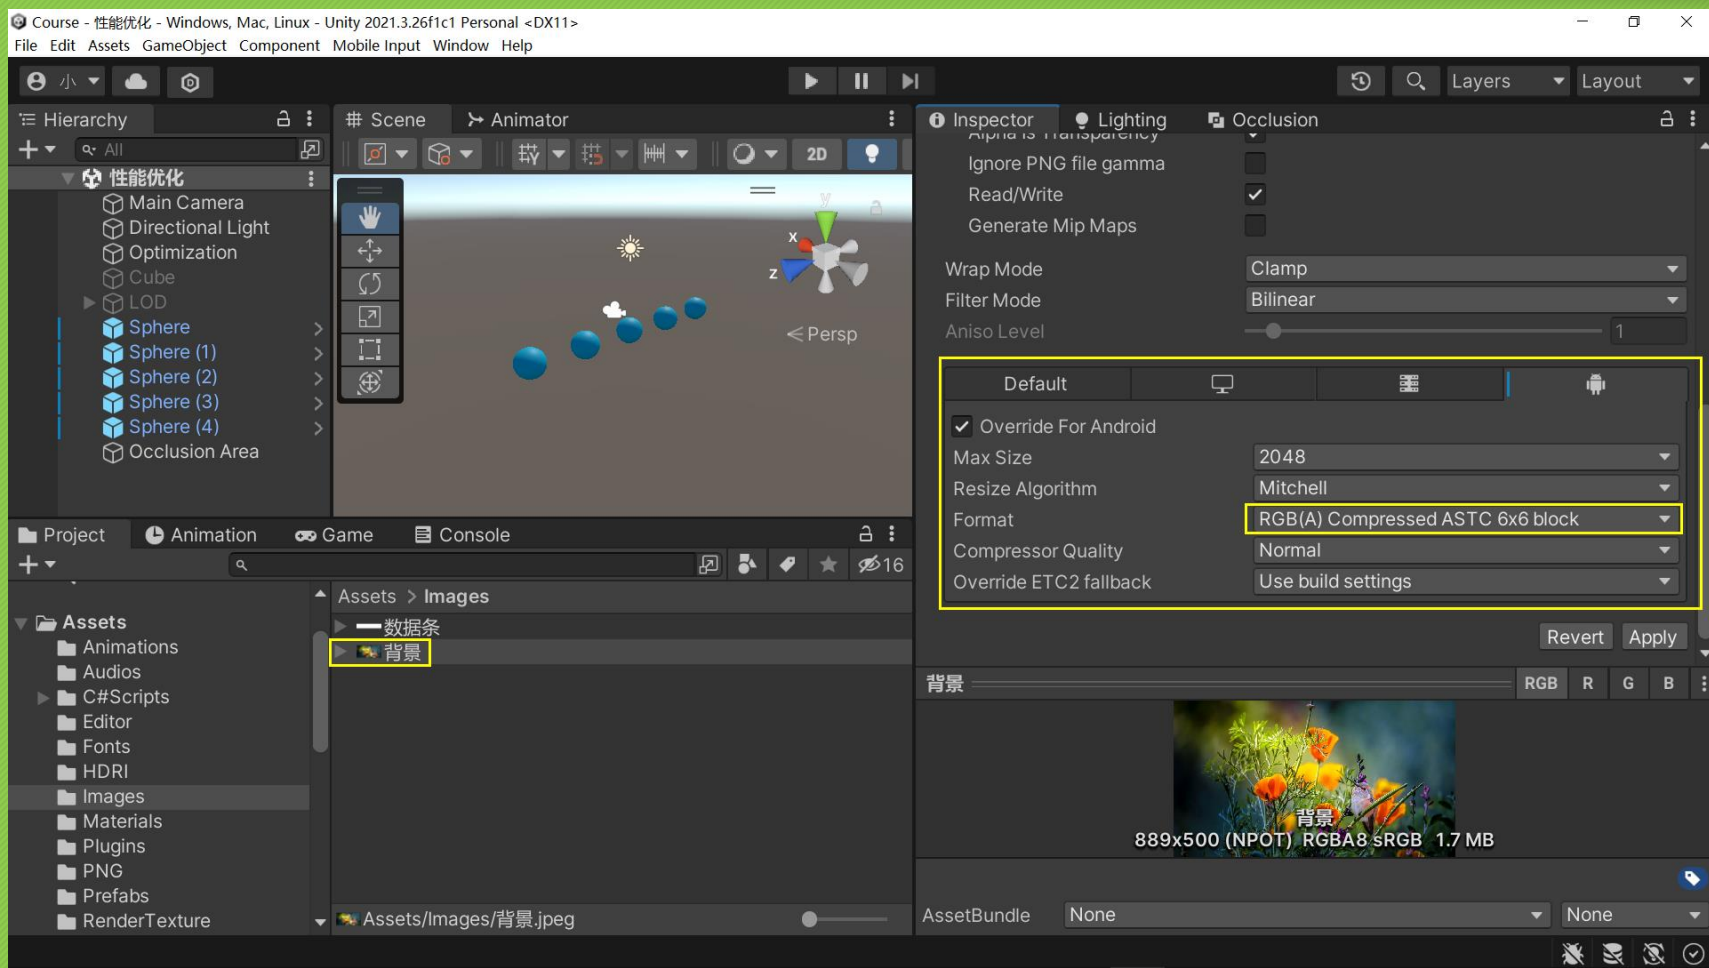 Course - 性能优化 - Windows, Mac, Linux - Unity 2021.3.26f1c1 Personal <DX11>
File Edit Assets GameObject Component Mobile Input Window Help
小
Layers
Layout
Hierarchy
All
性能优化
Main Camera
Directional Light
Optimization
Cube
LOD
Sphere
Sphere (1)
Sphere (2)
Sphere (3)
Sphere (4)
Occlusion Area
Scene
Animator
2D
y
x
z
Persp
Project
Animation
Game
Console
16
Assets
Animations
Audios
C#Scripts
Editor
Fonts
HDRI
Images
Materials
Plugins
PNG
Prefabs
RenderTexture
Assets > Images
数据条
背景
Assets/Images/背景.jpeg
Inspector
Lighting
Occlusion
Alpha Is Transparency
Ignore PNG file gamma
Read/Write
Generate Mip Maps
Wrap Mode Clamp
Filter Mode Bilinear
Aniso Level 1
Default
Override For Android
Max Size 2048
Resize Algorithm Mitchell
Format RGB(A) Compressed ASTC 6x6 block
Compressor Quality Normal
Override ETC2 fallback Use build settings
Revert Apply
背景 RGB R G B
背景
889x500 (NPOT) RGBA8 sRGB 1.7 MB
AssetBundle None None